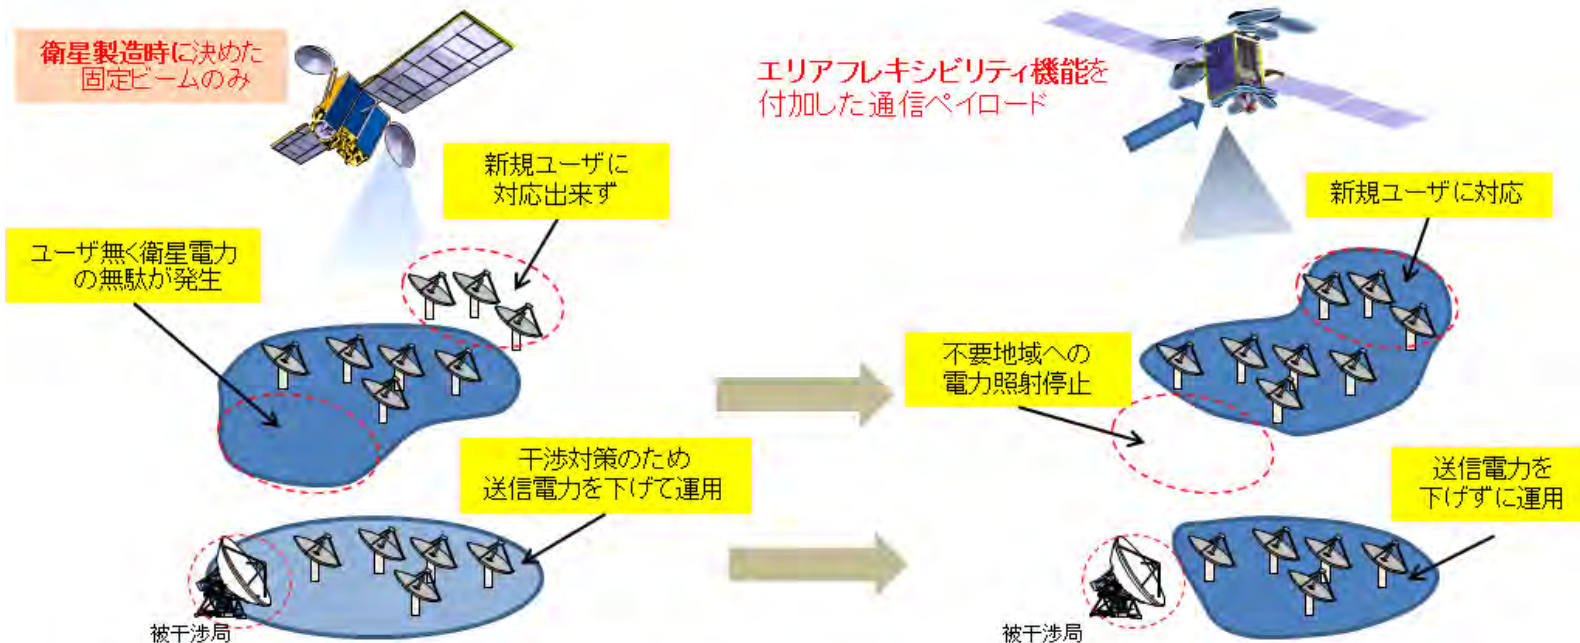 衛星製造時に決めた
固定ビームのみ
新規ユーザに
対応出来ず
ユーザ無く衛星電力
の無駄が発生
干渉対策のため
送信電力を下げて運用
被干渉局
エリアフレキシビリティ機能を
付加した通信ペイロード
新規ユーザに対応
不要地域への
電力照射停止
送信電力を
下げずに運用
被干渉局